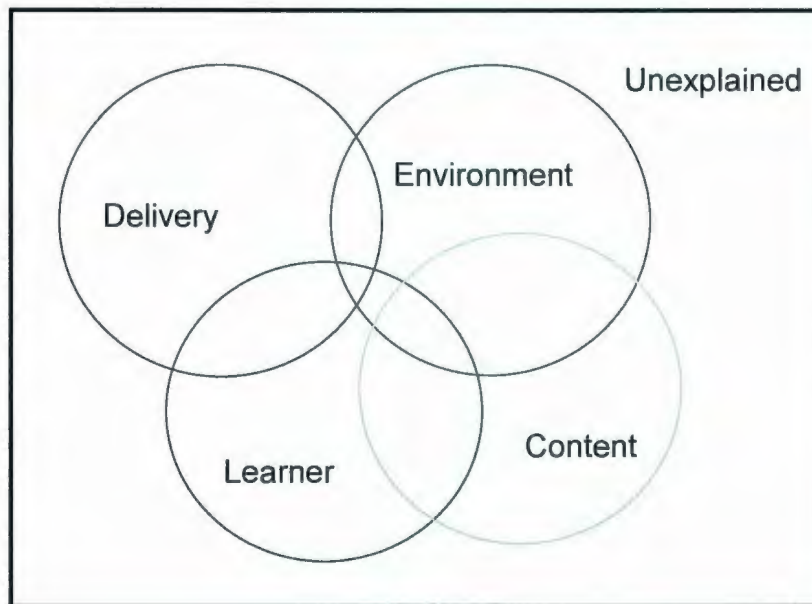 Unexplained
Environment
Delivery
Content
Learner